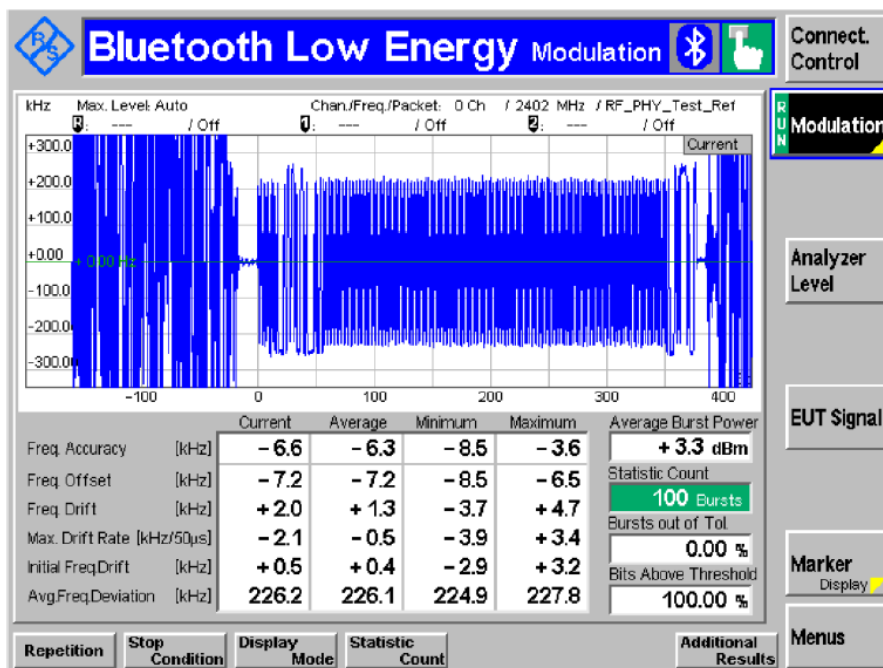 R S
Bluetooth Low Energy Modulation
Connect.
Control
kHz Max. Level: Auto Chan./Freq./Packet: 0 Ch / 2402 MHz / RF_PHY_Test_Ref
R: --- / Off 1: --- / Off 2: --- / Off
Current
RUN
Modulation
+300.0
+200.0
+100.0
+0.00
+ 0.00 Hz
-100.0
-200.0
-300.00
-100 0 100 200 300 400
Analyzer
Level
EUT Signal
Marker
Display
Menus
Current Average Minimum Maximum
Freq. Accuracy [kHz] -6.6 -6.3 -8.5 -3.6
Freq. Offset [kHz] -7.2 -7.2 -8.5 -6.5
Freq. Drift [kHz] +2.0 +1.3 -3.7 +4.7
Max. Drift Rate [kHz/50µs] -2.1 -0.5 -3.9 +3.4
Initial Freq.Drift [kHz] +0.5 +0.4 -2.9 +3.2
Avg.Freq.Deviation [kHz] 226.2 226.1 224.9 227.8
Average Burst Power
+3.3 dBm
Statistic Count
100 Bursts
Bursts out of Tol.
0.00 %
Bits Above Threshold
100.00 %
Repetition
Stop
Condition
Display
Mode
Statistic
Count
Additional
Results